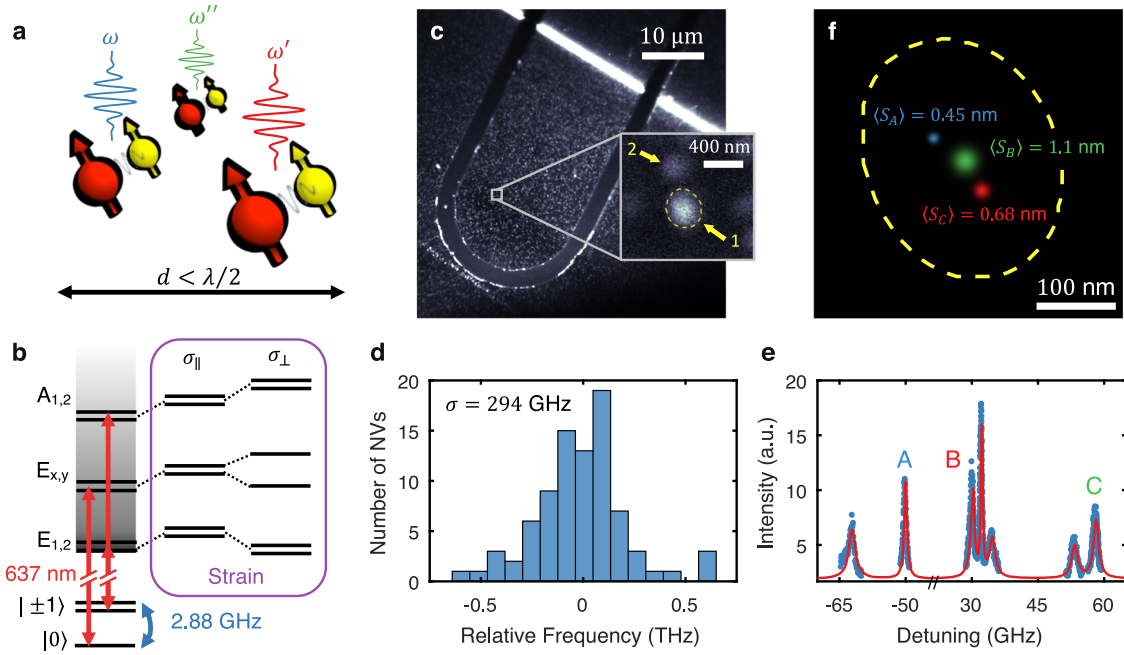 a
ω
ω''
ω'
d < λ/2
b
σ∥
σ⊥
A1,2
Ex,y
E1,2
637 nm
Strain
| ±1⟩
|0⟩
2.88 GHz
c
10 μm
400 nm
2
1
d
σ = 294 GHz
Number of NVs
20
15
10
5
0
-0.5
0
0.5
Relative Frequency (THz)
f
⟨SA⟩ = 0.45 nm
⟨SB⟩ = 1.1 nm
⟨SC⟩ = 0.68 nm
100 nm
e
Intensity (a.u.)
20
15
10
5
A
B
C
-65
-50
30
45
60
Detuning (GHz)